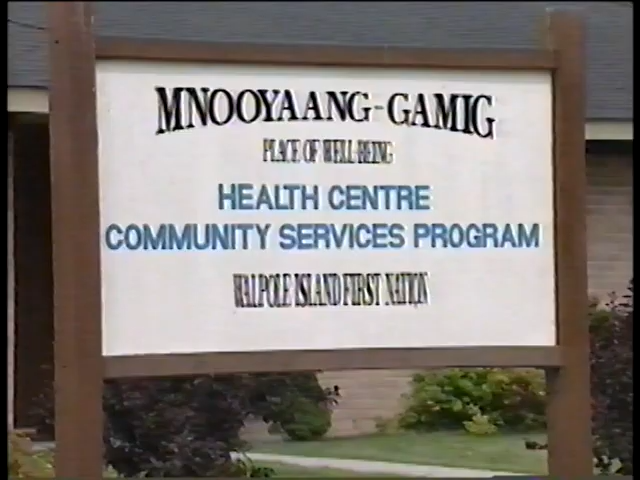 MNOOYAANG-GAMIG
PLACE OF WELL-BEING
HEALTH CENTRE
COMMUNITY SERVICES PROGRAM
WALPOLE ISLAND FIRST NATION